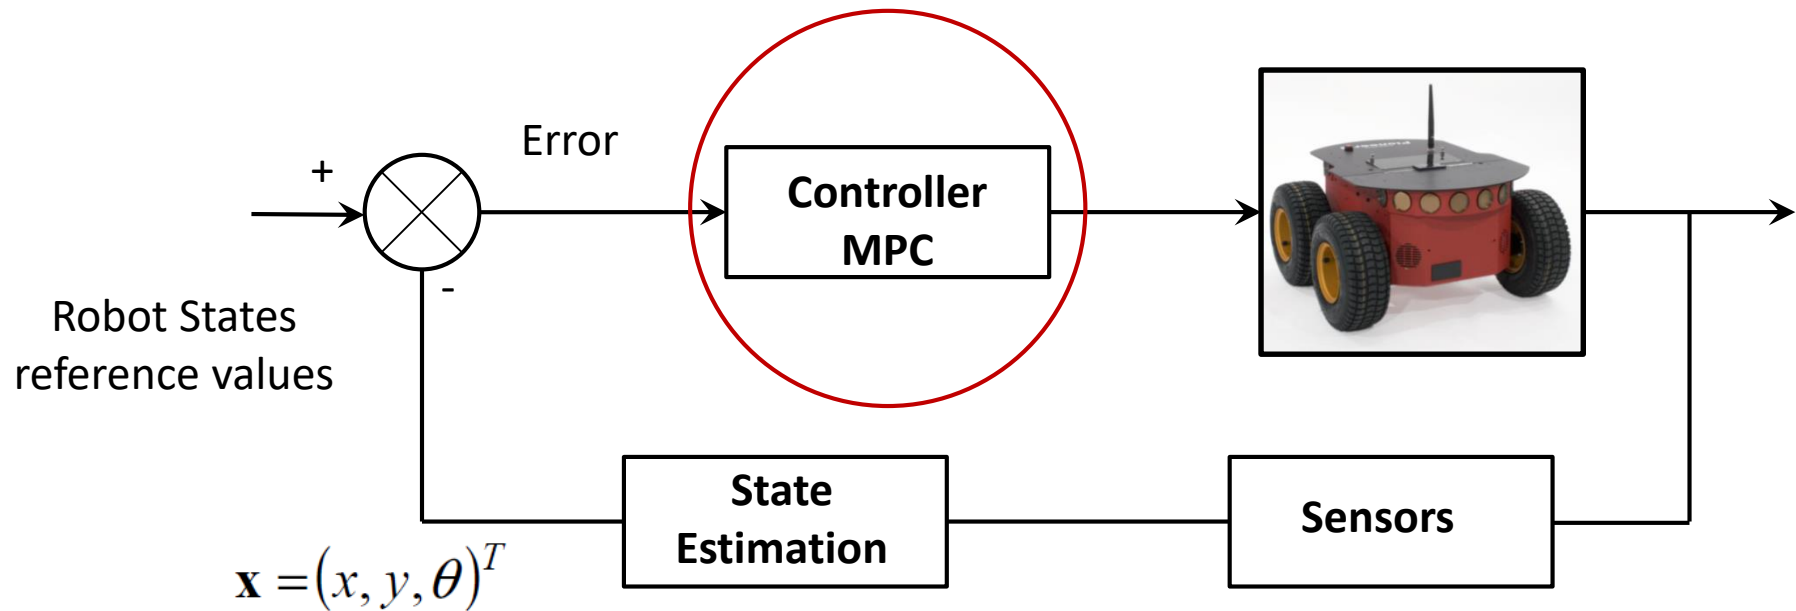 +
Error
Controller
MPC
-
Robot States
reference values
State
Estimation
Sensors
𝐱 = (x, y, θ)^T